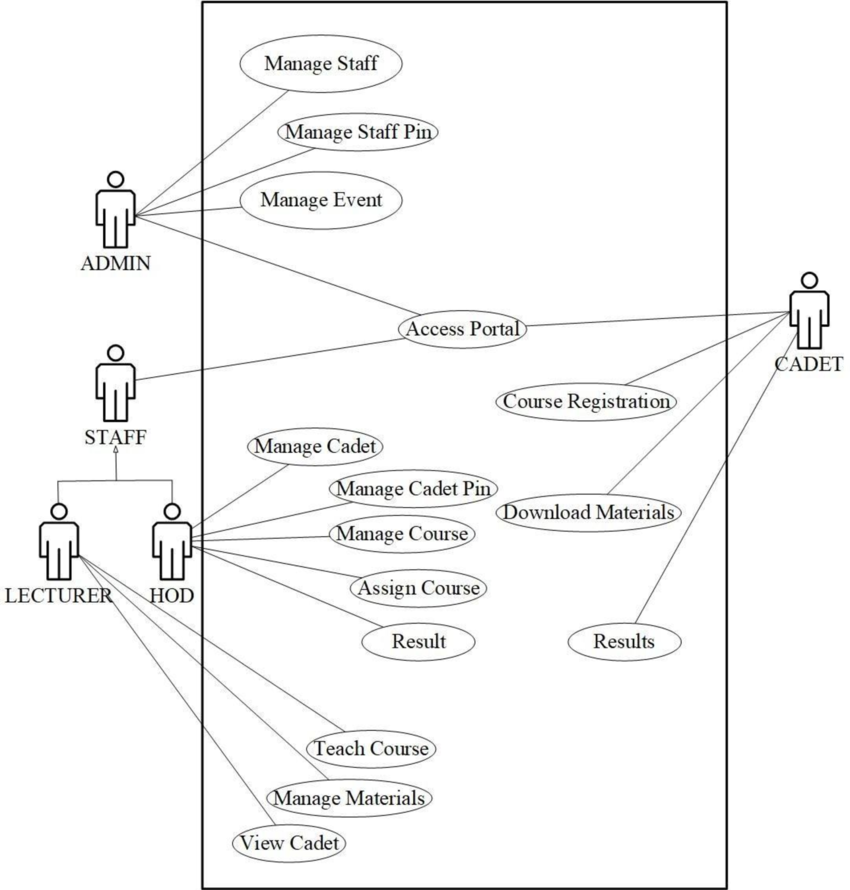 Manage Staff
Manage Staff Pin
Manage Event
ADMIN
Access Portal
CADET
Course Registration
STAFF
Manage Cadet
Manage Cadet Pin
Download Materials
Manage Course
LECTURER
HOD
Assign Course
Result
Results
Teach Course
Manage Materials
View Cadet